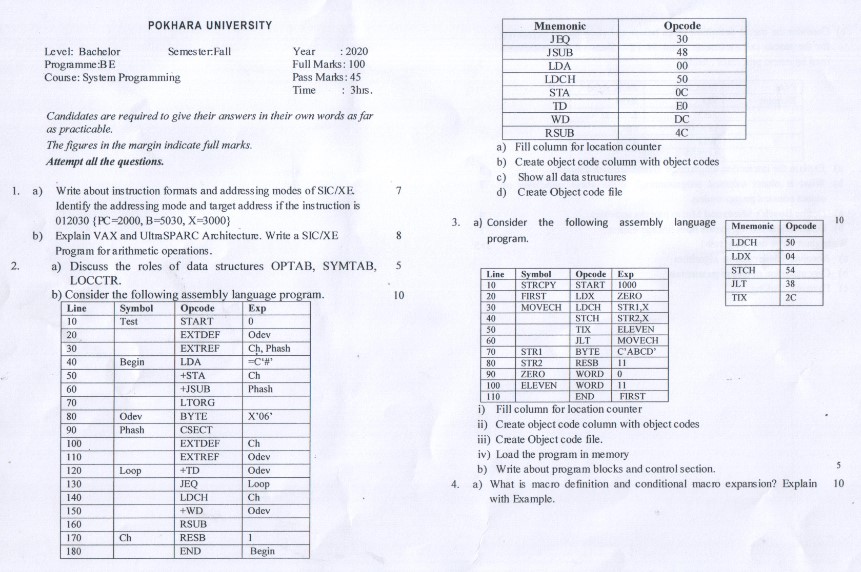 POKHARA UNIVERSITY
Level: Bachelor Semester:Fall Year : 2020
Programme:BE Full Marks: 100
Course: System Programming Pass Marks: 45
Time : 3hrs.
Candidates are required to give their answers in their own words as far
as practicable.
The figures in the margin indicate full marks.
Attempt all the questions.
1. a) Write about instruction formats and addressing modes of SIC/XE. 7
Identify the addressing mode and target address if the instruction is
012030 {PC=2000, B=5030, X=3000}
b) Explain VAX and UltraSPARC Architecture. Write a SIC/XE 8
Program for arithmetic operations.
2. a) Discuss the roles of data structures OPTAB, SYMTAB, 5
LOCCTR.
b) Consider the following assembly language program. 10
Line Symbol Opcode Exp
10 Test START 0
20 EXTDEF Odev
30 EXTREF Ch, Phash
40 Begin LDA =C'#'
50 +STA Ch
60 +JSUB Phash
70 LTORG
80 Odev BYTE X'06'
90 Phash CSECT
100 EXTDEF Ch
110 EXTREF Odev
120 Loop +TD Odev
130 JEQ Loop
140 LDCH Ch
150 +WD Odev
160 RSUB
170 Ch RESB 1
180 END Begin
Mnemonic Opcode
JEQ 30
JSUB 48
LDA 00
LDCH 50
STA 0C
TD E0
WD DC
RSUB 4C
a) Fill column for location counter
b) Create object code column with object codes
c) Show all data structures
d) Create Object code file
3. a) Consider the following assembly language 10
program.
Mnemonic Opcode
LDCH 50
LDX 04
STCH 54
JLT 38
TIX 2C
Line Symbol Opcode Exp
10 STRCPY START 1000
20 FIRST LDX ZERO
30 MOVECH LDCH STR1,X
40 STCH STR2,X
50 TIX ELEVEN
60 JLT MOVECH
70 STR1 BYTE C'ABCD'
80 STR2 RESB 11
90 ZERO WORD 0
100 ELEVEN WORD 11
110 END FIRST
i) Fill column for location counter
ii) Create object code column with object codes
iii) Create Object code file.
iv) Load the program in memory
b) Write about program blocks and control section. 5
4. a) What is macro definition and conditional macro expansion? Explain 10
with Example.